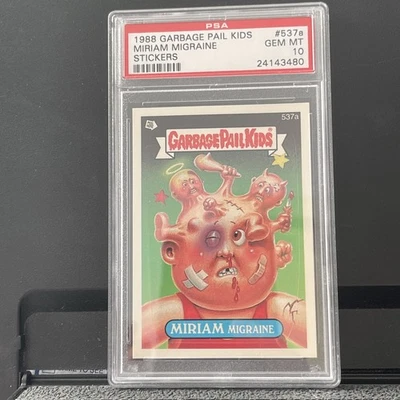 PSA
1988 GARBAGE PAIL KIDS #537a
MIRIAM MIGRAINE GEM MT
STICKERS 10
24143480
537a
GARBAGE PAIL KIDS
MIRIAM MIGRAINE